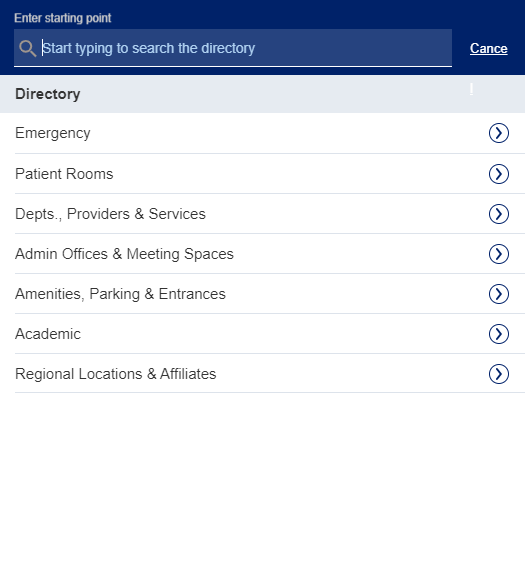 Enter starting point
Start typing to search the directory
Cance
Directory
Emergency
Patient Rooms
Depts., Providers & Services
Admin Offices & Meeting Spaces
Amenities, Parking & Entrances
Academic
Regional Locations & Affiliates